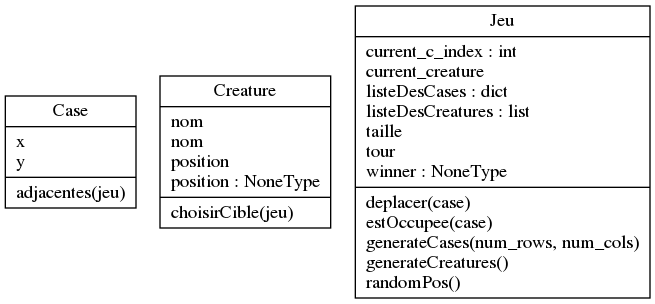 Case
x
y
adjacentes(jeu)
Creature
nom
nom
position
position : NoneType
choisirCible(jeu)
Jeu
current_c_index : int
current_creature
listeDesCases : dict
listeDesCreatures : list
taille
tour
winner : NoneType
deplacer(case)
estOccupee(case)
generateCases(num_rows, num_cols)
generateCreatures()
randomPos()